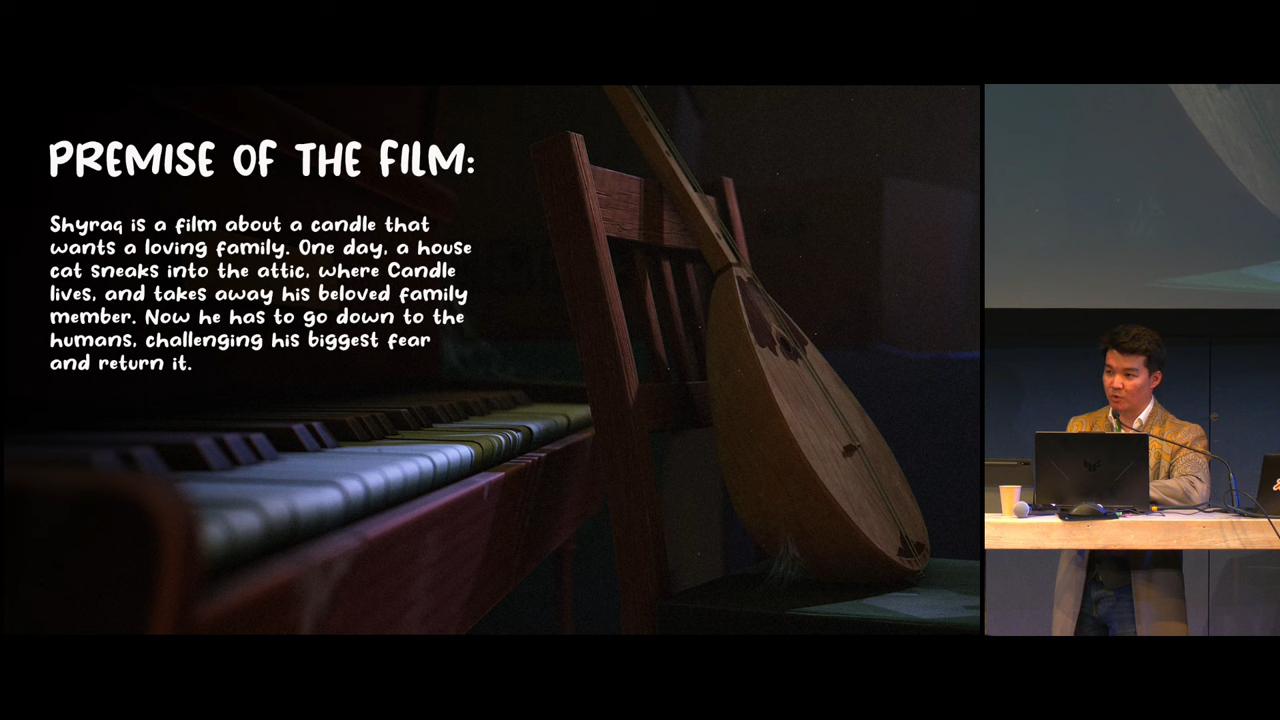 PREMISE OF THE FILM:
Shyraq is a film about a candle that
wants a loving family. One day, a house
cat sneaks into the attic, where Candle
lives, and takes away his beloved family
member. Now he has to go down to the
humans, challenging his biggest fear
and return it.